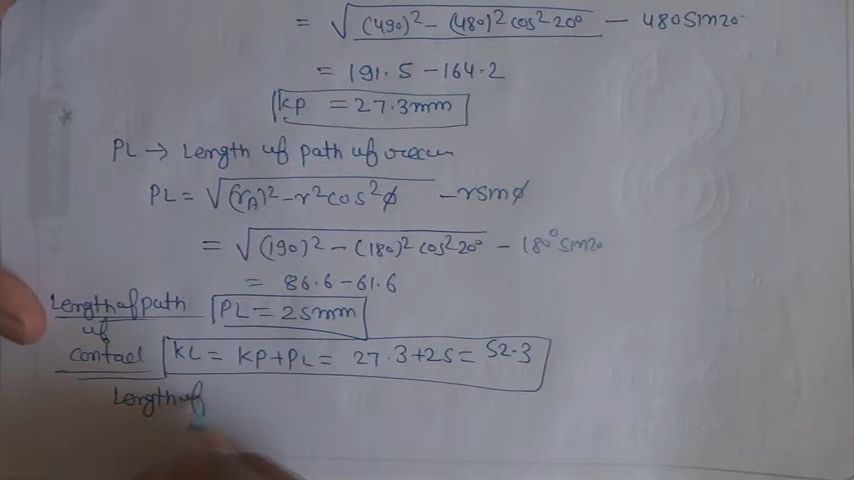 = √(490)² - (480)² cos² 20° - 480 Sin 20°
= 191.5 - 164.2
KP = 27.3mm
PL → Length of path of recess
PL = √(rA)² - r² cos² φ - r sin φ
= √(190)² - (180)² cos² 20° - 180° Sin 20
= 86.6 - 61.6
Length of path PL = 25mm
of
contact KL = KP + PL = 27.3 + 25 = 52.3
Length of